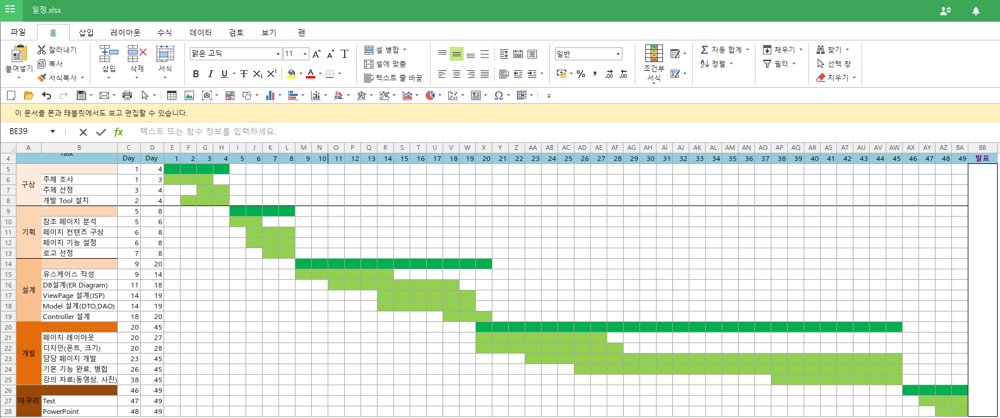 일정.xlsx
파일 홈 삽입 레이아웃 수식 데이터 검토 보기 펜
붙여넣기 잘라내기 복사 서식복사 삽입 삭제 서식 맑은 고딕 11 셀 병합 셀에 맞춤 텍스트 줄 바꿈 일반 조건부 서식 자동 합계 정렬 채우기 필터 찾기 선택 창 지우기
이 문서를 폰과 태블릿에서도 보고 편집할 수 있습니다.
BE39 fx 텍스트 또는 함수 정보를 입력하세요.
A B C D E F G H I J K L M N O P Q R S T U V W X Y Z AA AB AC AD AE AF AG AH AI AJ AK AL AM AN AO AP AQ AR AS AT AU AV AW AX AY AZ BA BB
4 Task Day Day 1 2 3 4 5 6 7 8 9 10 11 12 13 14 15 16 17 18 19 20 21 22 23 24 25 26 27 28 29 30 31 32 33 34 35 36 37 38 39 40 41 42 43 44 45 46 47 48 49 발표
5 구상 1 4
6 주제 조사 1 3
7 주제 선정 3 4
8 개발 Tool 설치 2 4
9 기획 5 8
10 참조 페이지 분석 5 6
11 페이지 컨텐츠 구상 6 8
12 페이지 기능 설정 6 8
13 로고 선정 7 8
14 설계 9 20
15 유스케이스 작성 9 14
16 DB설계(ER Diagram) 11 18
17 ViewPage 설계(JSP) 14 19
18 Model 설계(DTO,DAO) 14 19
19 Controller 설계 18 20
20 개발 20 45
21 페이지 레이아웃 20 27
22 디자인(폰트, 크기) 20 28
23 담당 페이지 개발 23 45
24 기본 기능 완료, 병합 26 45
25 강의 자료(동영상, 사진) 38 45
26 마무리 46 49
27 Test 47 49
28 PowerPoint 48 49